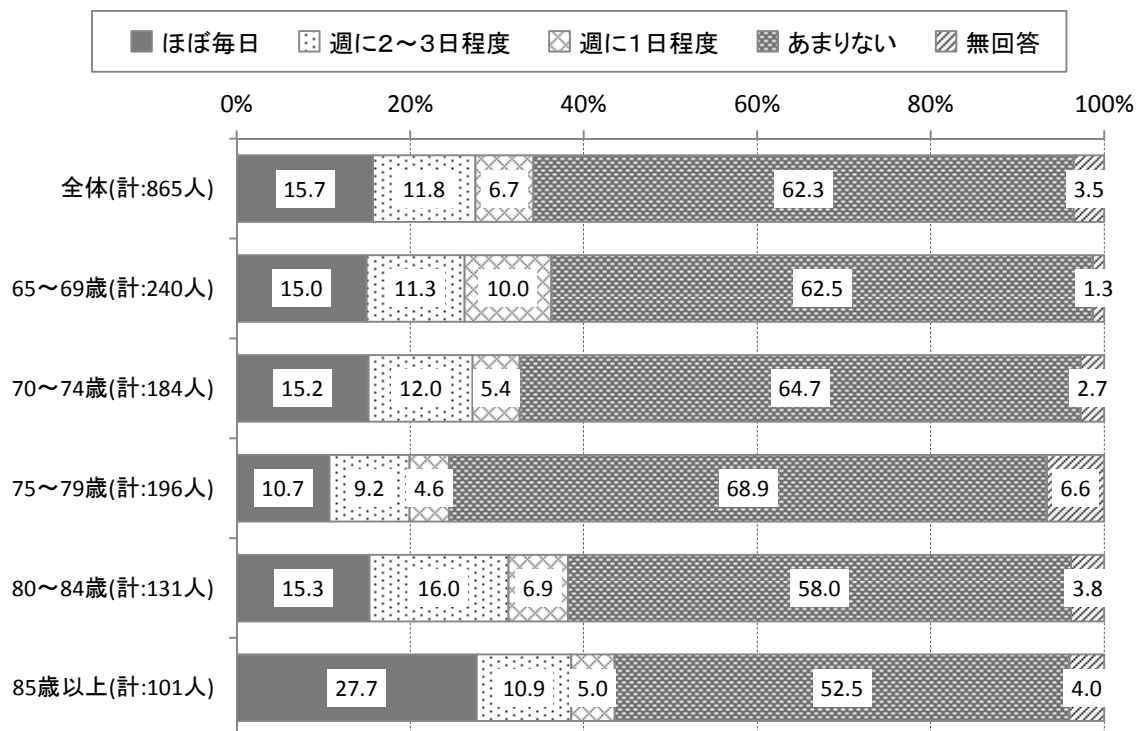 ほぼ毎日 週に2～3日程度 週に1日程度 あまりない 無回答
0% 20% 40% 60% 80% 100%
全体(計:865人) 15.7 11.8 6.7 62.3 3.5
65～69歳(計:240人) 15.0 11.3 10.0 62.5 1.3
70～74歳(計:184人) 15.2 12.0 5.4 64.7 2.7
75～79歳(計:196人) 10.7 9.2 4.6 68.9 6.6
80～84歳(計:131人) 15.3 16.0 6.9 58.0 3.8
85歳以上(計:101人) 27.7 10.9 5.0 52.5 4.0